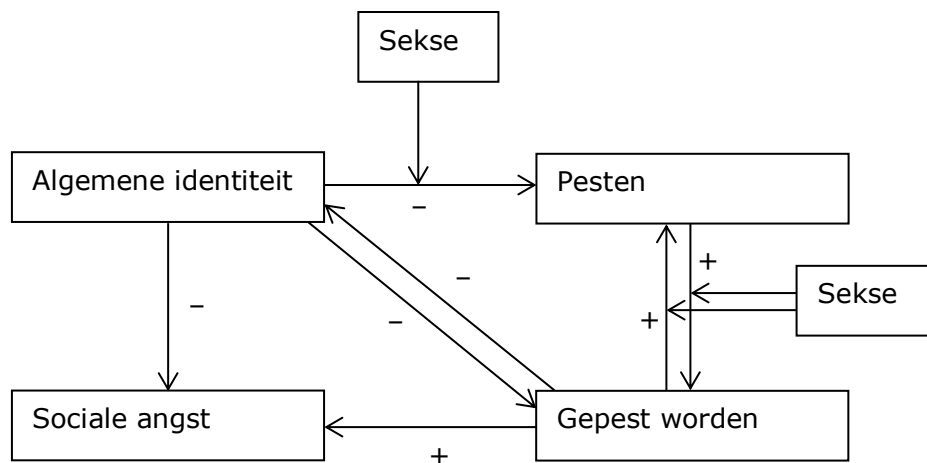 Sekse
Algemene identiteit
Pesten
–
+
–
Sekse
–
–
+
Sociale angst
Gepest worden
+